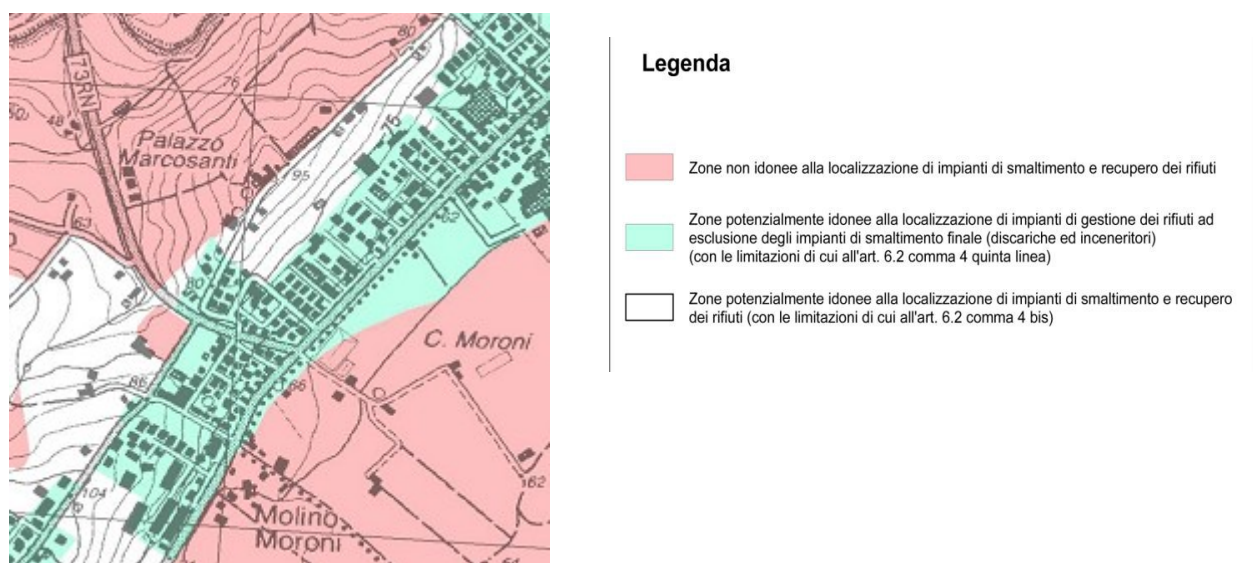 80
73RN
76
48
Palazzo
Marcosanti
75
95
63
62
80
C. Moroni
86
66
104
62
Molino
Moroni
Legenda
Zone non idonee alla localizzazione di impianti di smaltimento e recupero dei rifiuti
Zone potenzialmente idonee alla localizzazione di impianti di gestione dei rifiuti ad
esclusione degli impianti di smaltimento finale (discariche ed inceneritori)
(con le limitazioni di cui all'art. 6.2 comma 4 quinta linea)
Zone potenzialmente idonee alla localizzazione di impianti di smaltimento e recupero
dei rifiuti (con le limitazioni di cui all'art. 6.2 comma 4 bis)